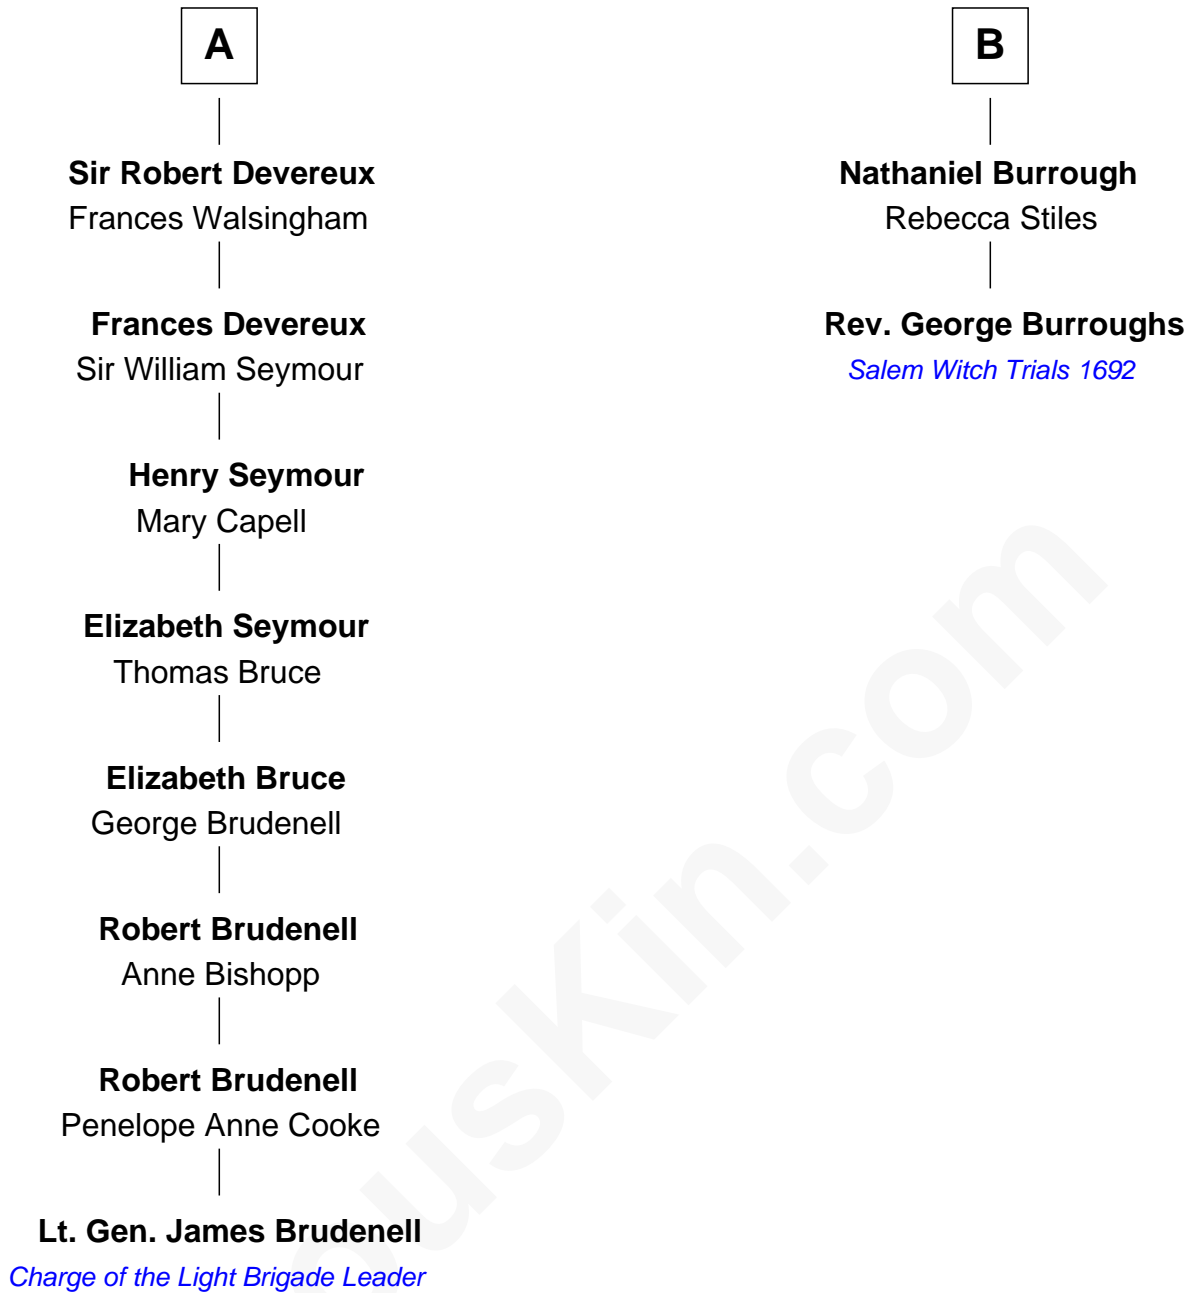 A
Sir Robert Devereux
Frances Walsingham
Frances Devereux
Sir William Seymour
Henry Seymour
Mary Capell
Elizabeth Seymour
Thomas Bruce
Elizabeth Bruce
George Brudenell
Robert Brudenell
Anne Bishopp
Robert Brudenell
Penelope Anne Cooke
Lt. Gen. James Brudenell
Charge of the Light Brigade Leader
B
Nathaniel Burrough
Rebecca Stiles
Rev. George Burroughs
Salem Witch Trials 1692
ousKin.com